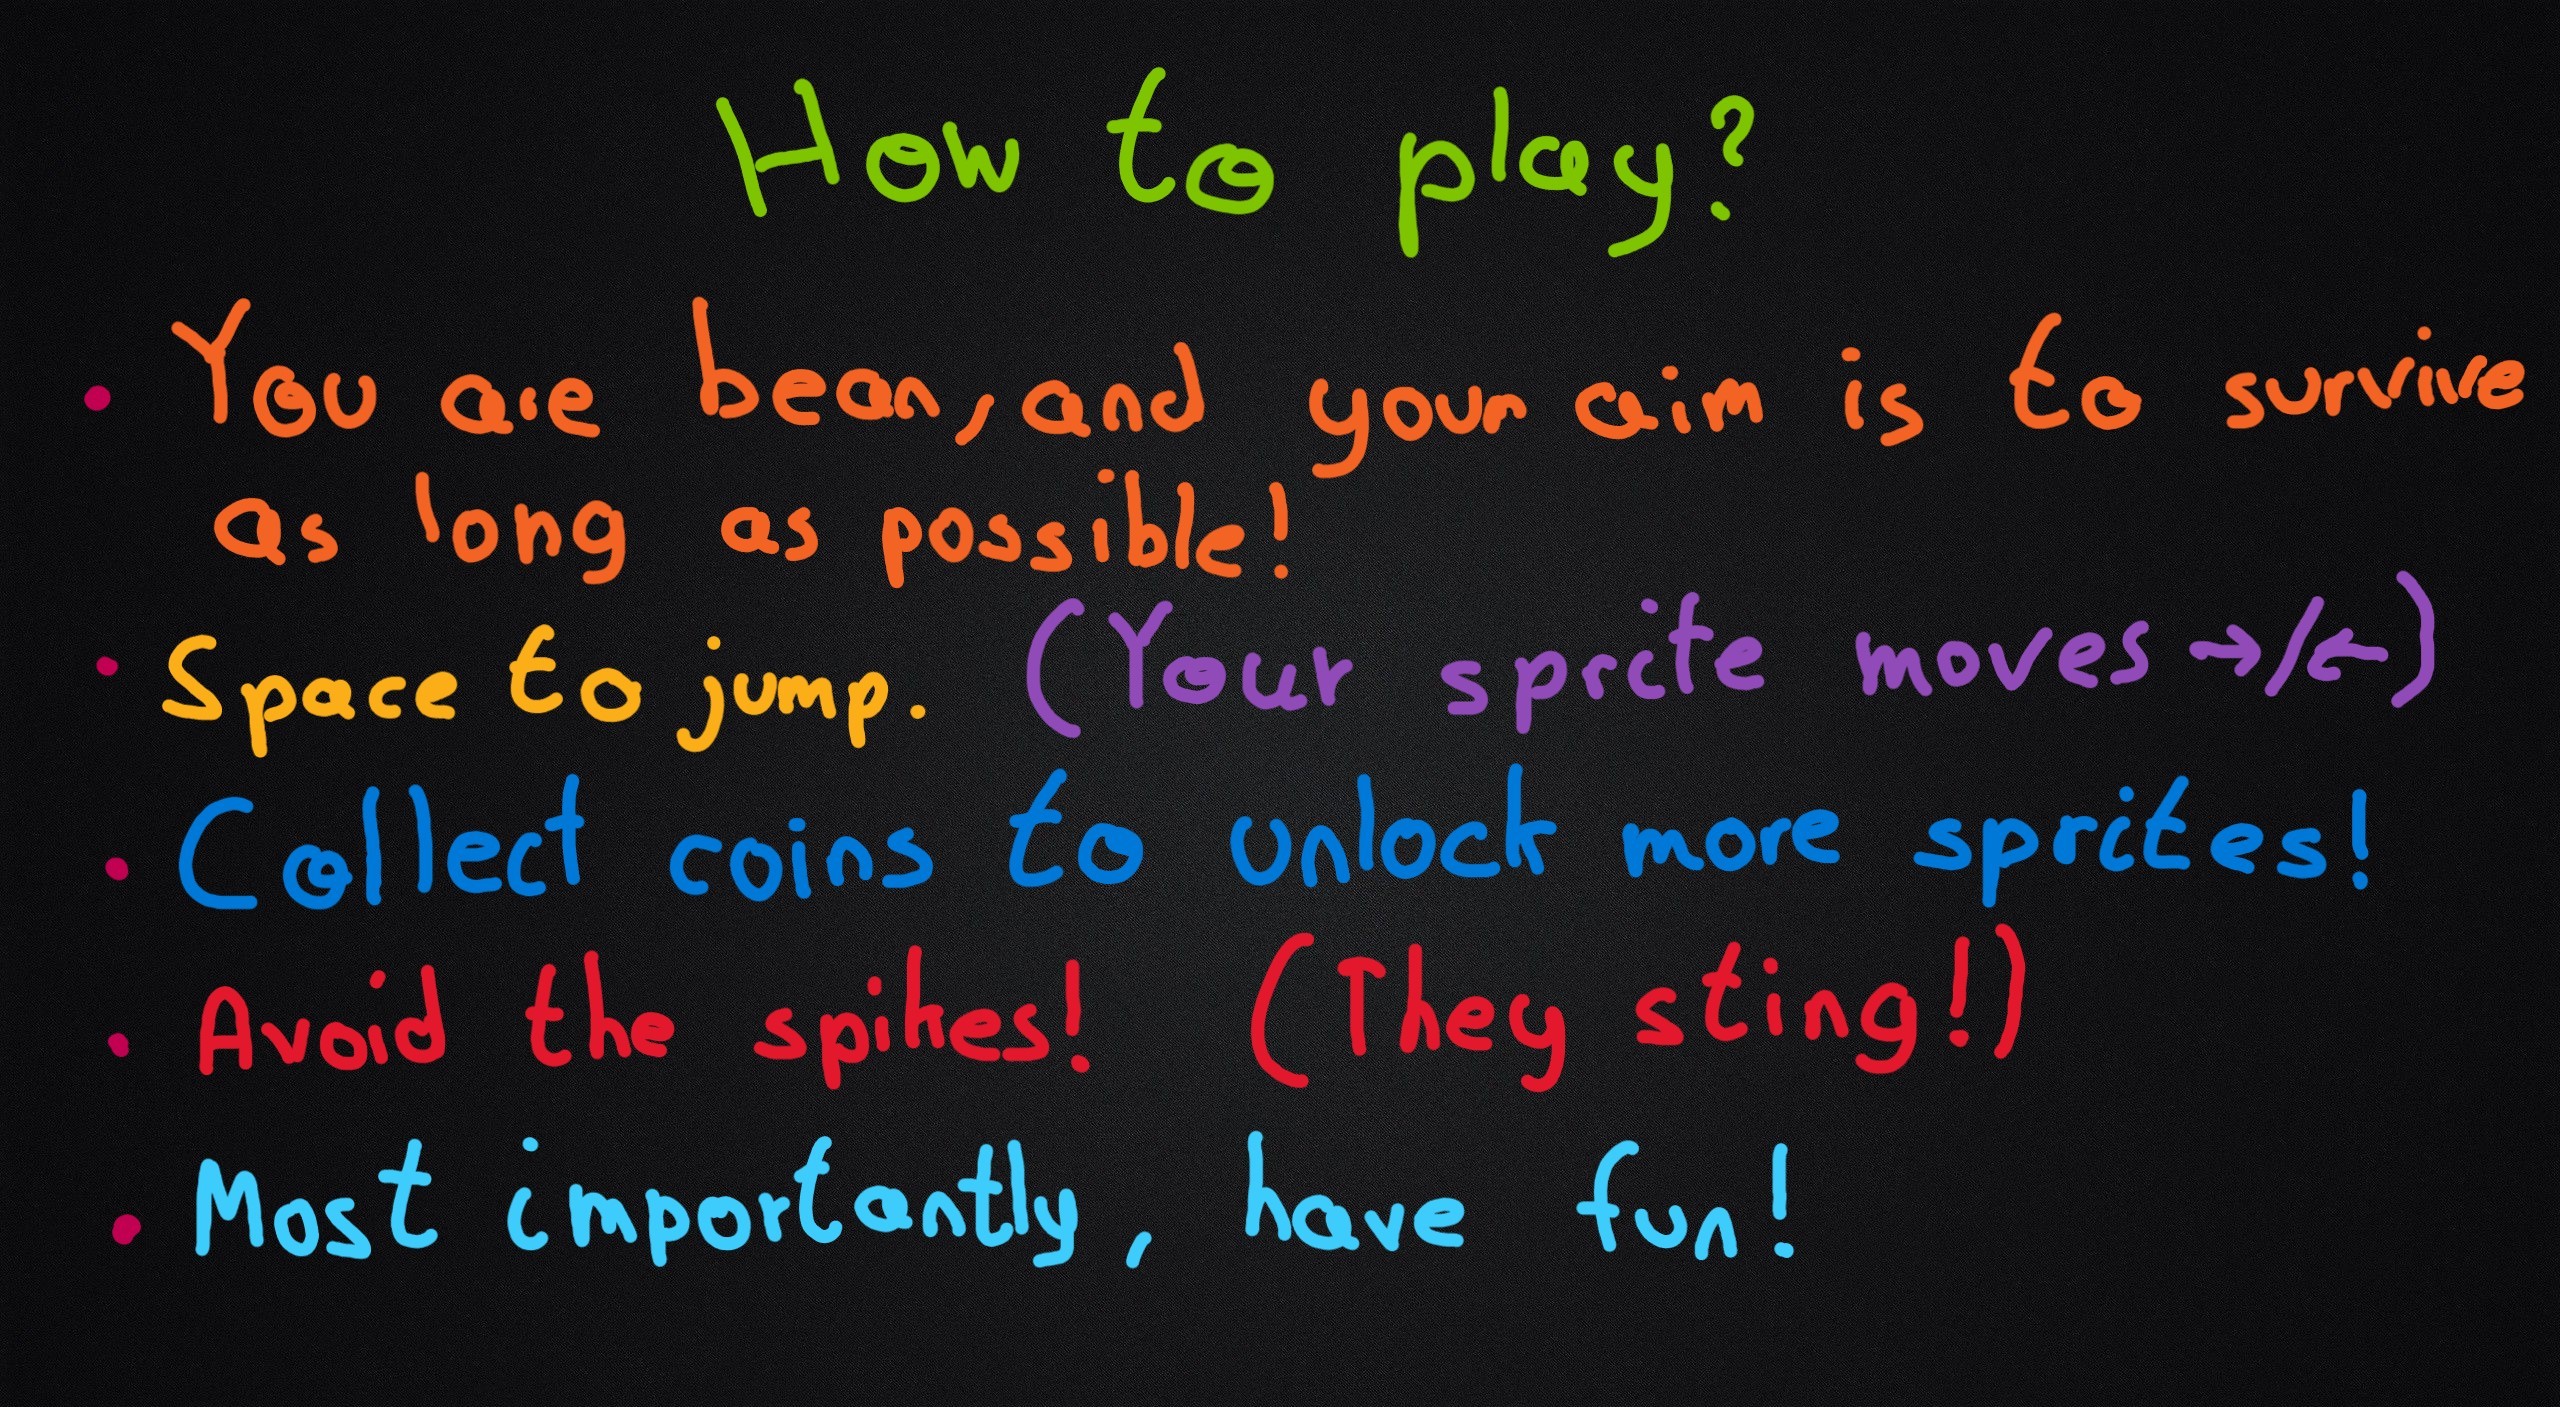 How to play?
• You are bean, and your aim is to survive
as long as possible!
• Space to jump. (Your sprite moves →/←)
• Collect coins to unlock more sprites!
• Avoid the spikes! (They sting!)
• Most importantly, have fun!